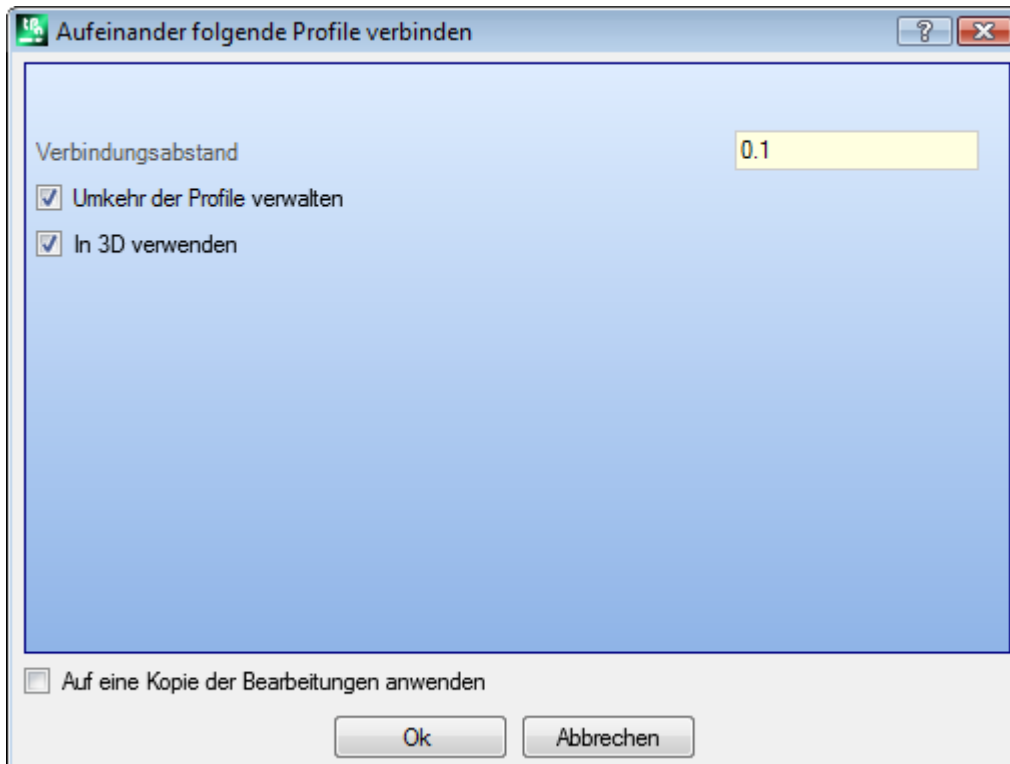 Aufeinander folgende Profile verbinden
Verbindungsabstand 0.1
Umkehr der Profile verwalten
In 3D verwenden
Auf eine Kopie der Bearbeitungen anwenden
Ok Abbrechen